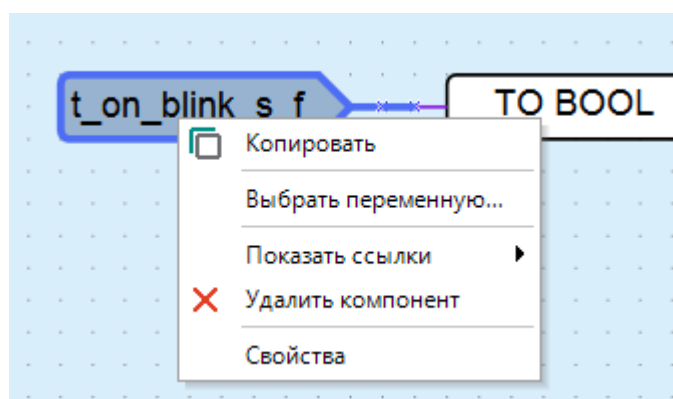 t_on_blink_s_f
TO BOOL
Копировать
Выбрать переменную...
Показать ссылки
Удалить компонент
Свойства